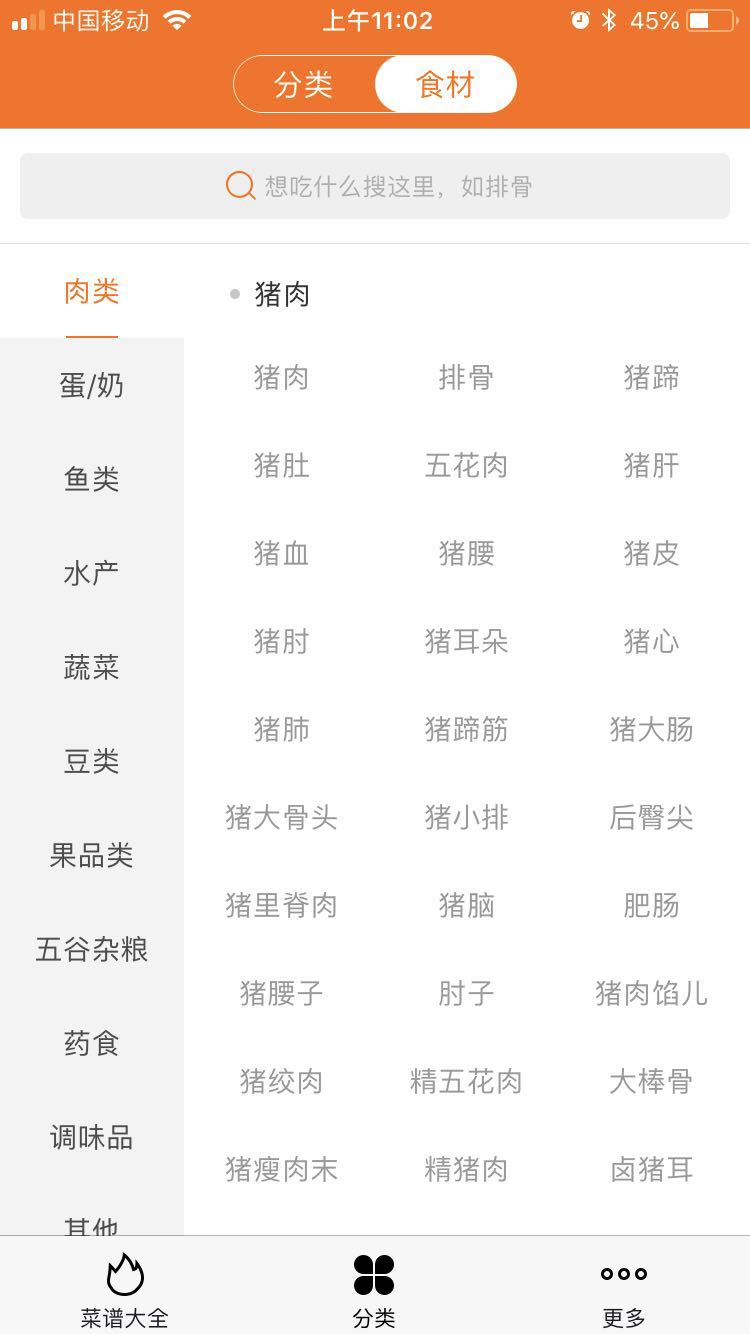 中国移动 上午11:02 45%
分类 食材
想吃什么搜这里，如排骨
肉类
蛋/奶
鱼类
水产
蔬菜
豆类
果品类
五谷杂粮
药食
调味品
其他
猪肉
猪肉 排骨 猪蹄
猪肚 五花肉 猪肝
猪血 猪腰 猪皮
猪肘 猪耳朵 猪心
猪肺 猪蹄筋 猪大肠
猪大骨头 猪小排 后臀尖
猪里脊肉 猪脑 肥肠
猪腰子 肘子 猪肉馅儿
猪绞肉 精五花肉 大棒骨
猪瘦肉末 精猪肉 卤猪耳
菜谱大全 分类 更多